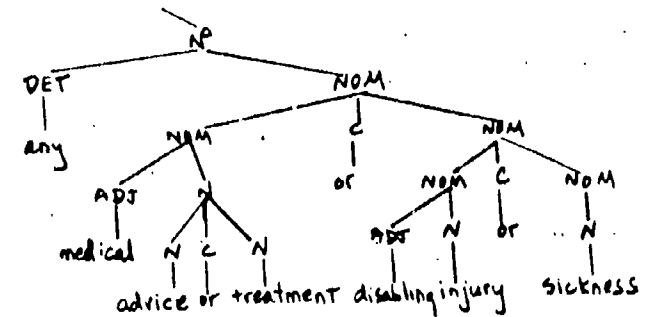 NP
DET NOM
any NOM C NOM
or
ADJ N NOM C NOM
medical N C N ADJ N or N
advice or treatment disabling injury sickness